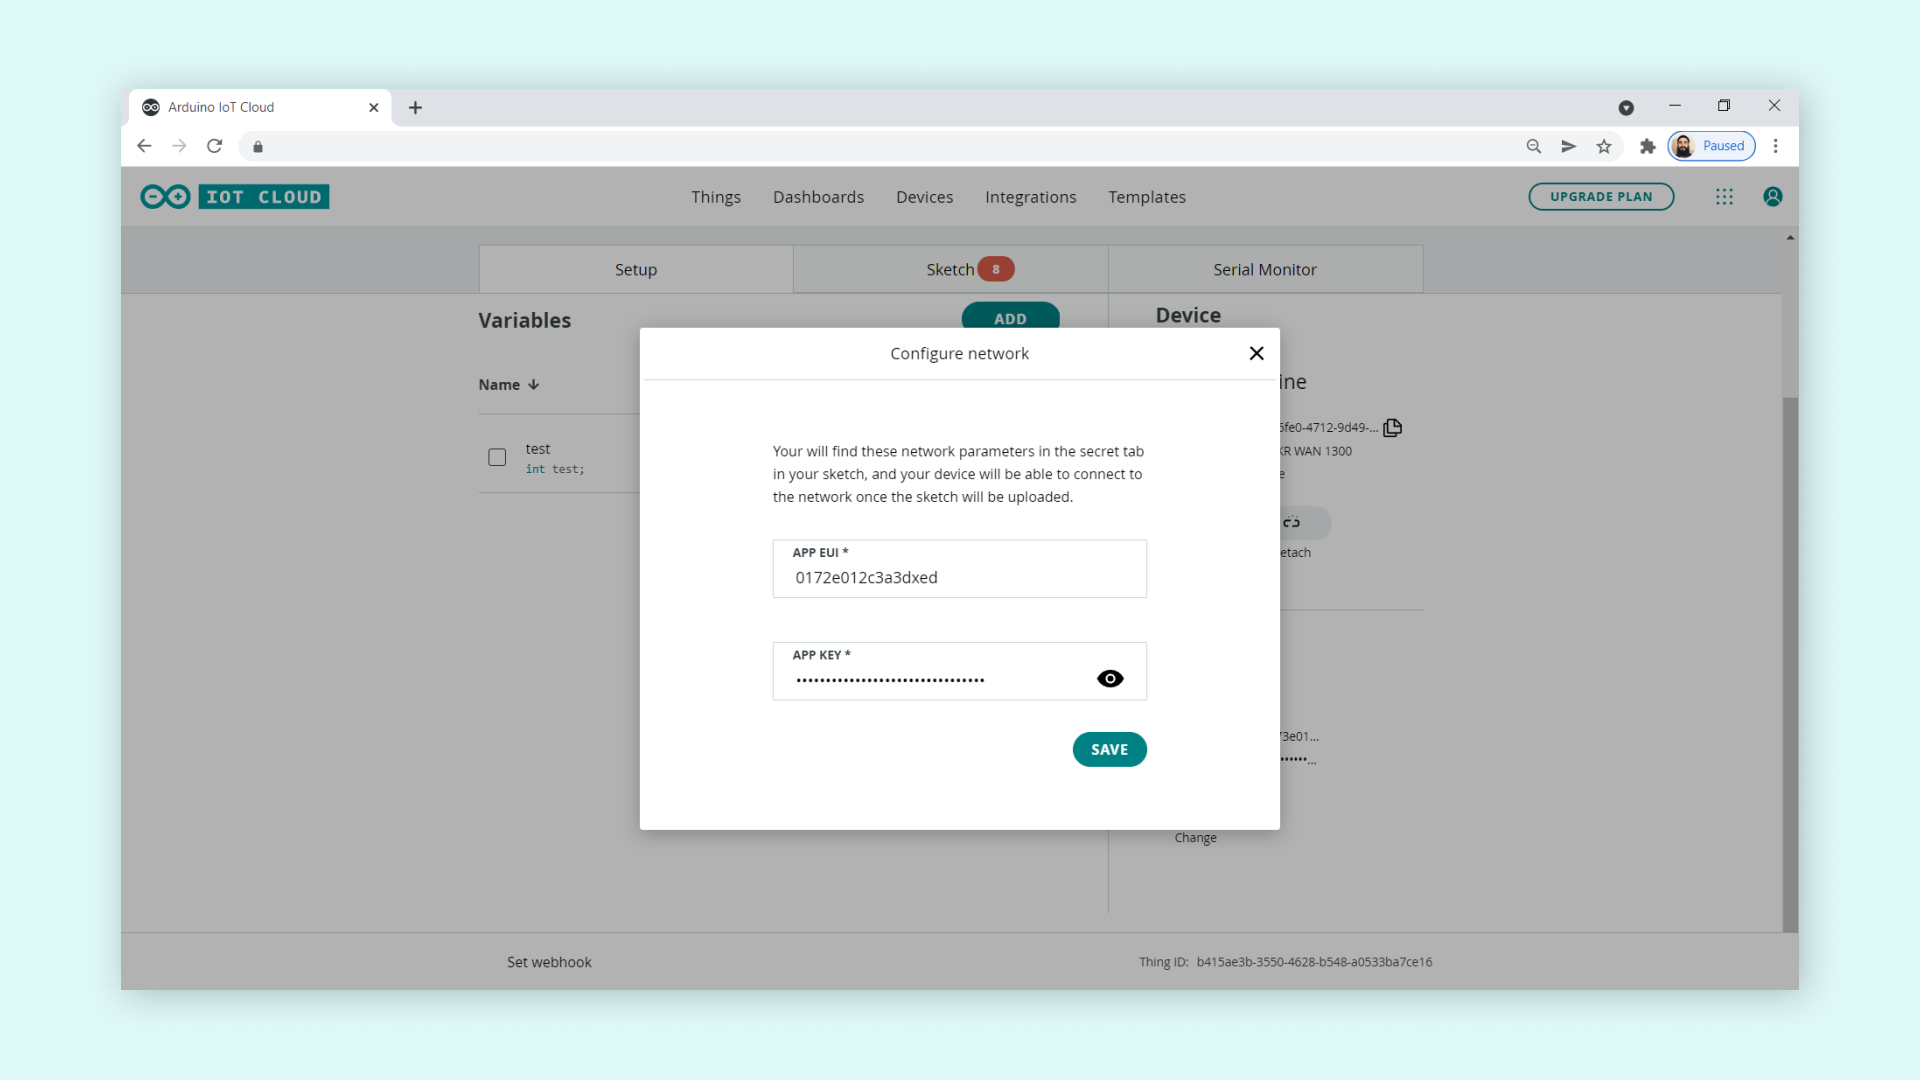 Arduino IoT Cloud
Paused
IOT CLOUD
Things
Dashboards
Devices
Integrations
Templates
UPGRADE PLAN
Setup
Sketch 8
Serial Monitor
Variables
ADD
Device
Name
test
int test;
Configure network
Your will find these network parameters in the secret tab
in your sketch, and your device will be able to connect to
the network once the sketch will be uploaded.
APP EUI *
0172e012c3a3dxed
APP KEY *
••••••••••••••••••••••••••••••••
SAVE
ine
5fe0-4712-9d49-...
KR WAN 1300
e
etach
3e01...
••••••...
Change
Set webhook
Thing ID: b415ae3b-3550-4628-b548-a0533ba7ce16